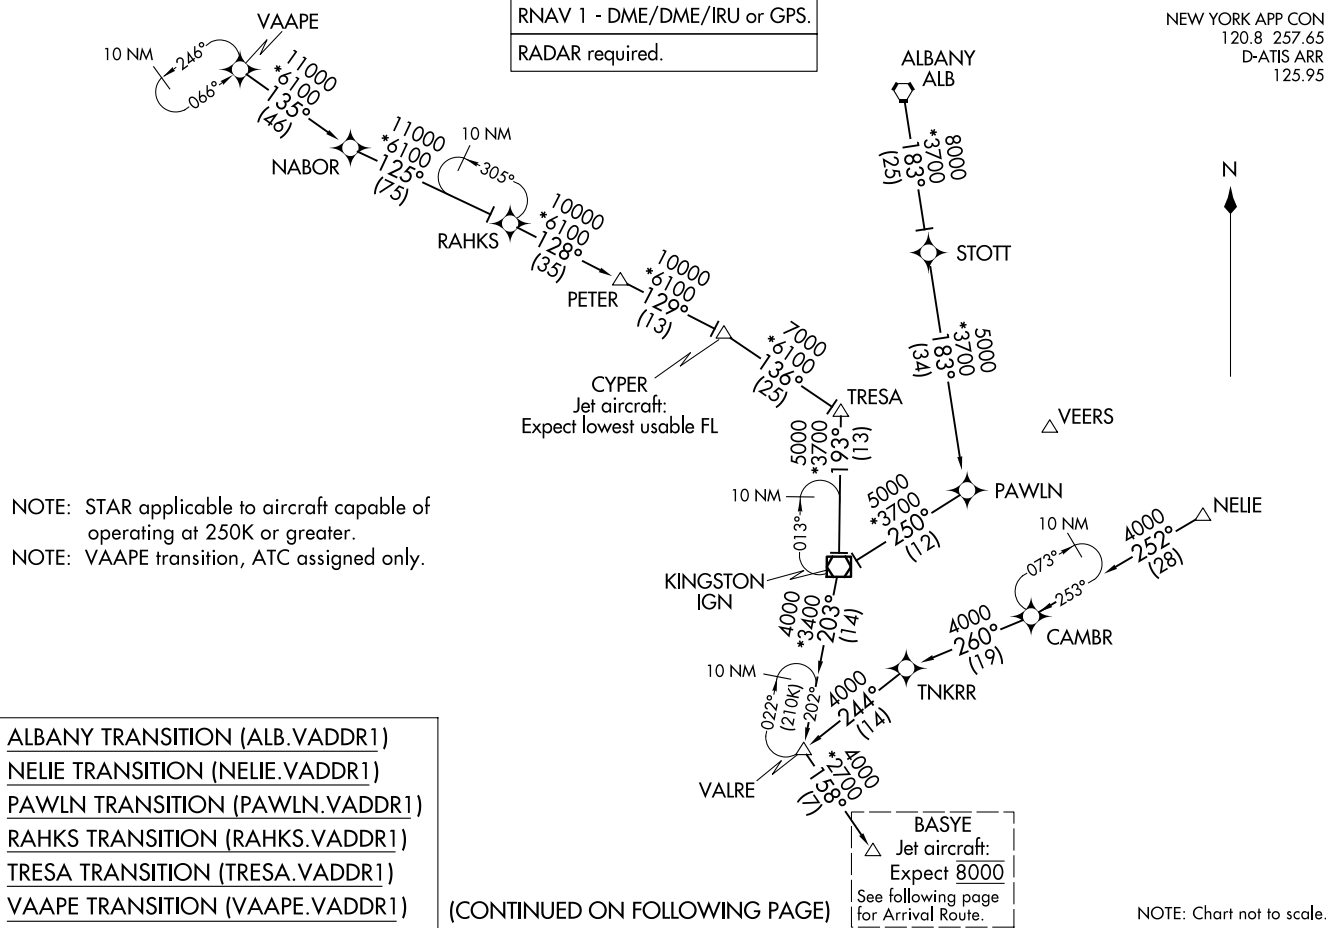 RNAV 1 - DME/DME/IRU or GPS.
RADAR required.
NEW YORK APP CON
120.8 257.65
D-ATIS ARR
125.95
VAAPE
10 NM
246°
066°
11000
*6100
135°
(46)
NABOR
11000
*6100
125°
(75)
10 NM
305°
RAHKS
10000
*6100
128°
(35)
PETER
10000
*6100
129°
(13)
CYPER
Jet aircraft:
Expect lowest usable FL
7000
*6100
136°
(25)
TRESA
5000
*3700
193°
(13)
ALBANY
ALB
8000
*3700
183°
(25)
STOTT
5000
*3700
183°
(34)
N
VEERS
PAWLN
5000
*3700
250°
(12)
10 NM
013°
KINGSTON
IGN
4000
*3400
203°
(14)
NELIE
4000
252°
(28)
10 NM
073°
253°
CAMBR
4000
260°
(19)
TNKRR
4000
244°
(14)
10 NM
022°
(210K)
202°
VALRE
4000
*2700
158°
(7)
BASYE
Jet aircraft:
Expect 8000
See following page
for Arrival Route.
NOTE: STAR applicable to aircraft capable of
operating at 250K or greater.
NOTE: VAAPE transition, ATC assigned only.
ALBANY TRANSITION (ALB.VADDR1)
NELIE TRANSITION (NELIE.VADDR1)
PAWLN TRANSITION (PAWLN.VADDR1)
RAHKS TRANSITION (RAHKS.VADDR1)
TRESA TRANSITION (TRESA.VADDR1)
VAAPE TRANSITION (VAAPE.VADDR1)
(CONTINUED ON FOLLOWING PAGE)
NOTE: Chart not to scale.